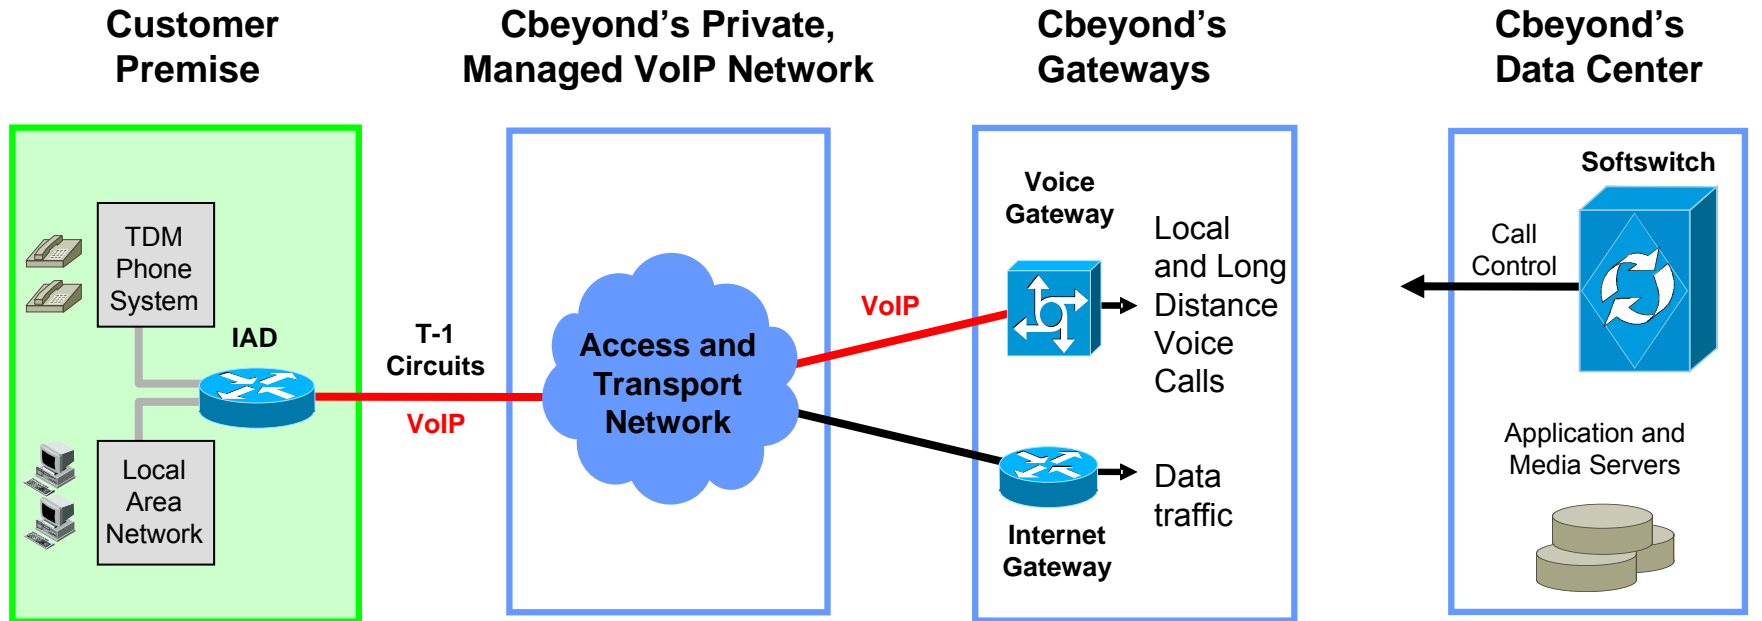 Customer
Premise
Cbeyond's Private,
Managed VoIP Network
Cbeyond's
Gateways
Cbeyond's
Data Center
TDM
Phone
System
IAD
Local
Area
Network
T-1
Circuits
VoIP
Access and
Transport
Network
VoIP
Voice
Gateway
Local
and Long
Distance
Voice
Calls
Data
traffic
Internet
Gateway
Softswitch
Call
Control
Application and
Media Servers